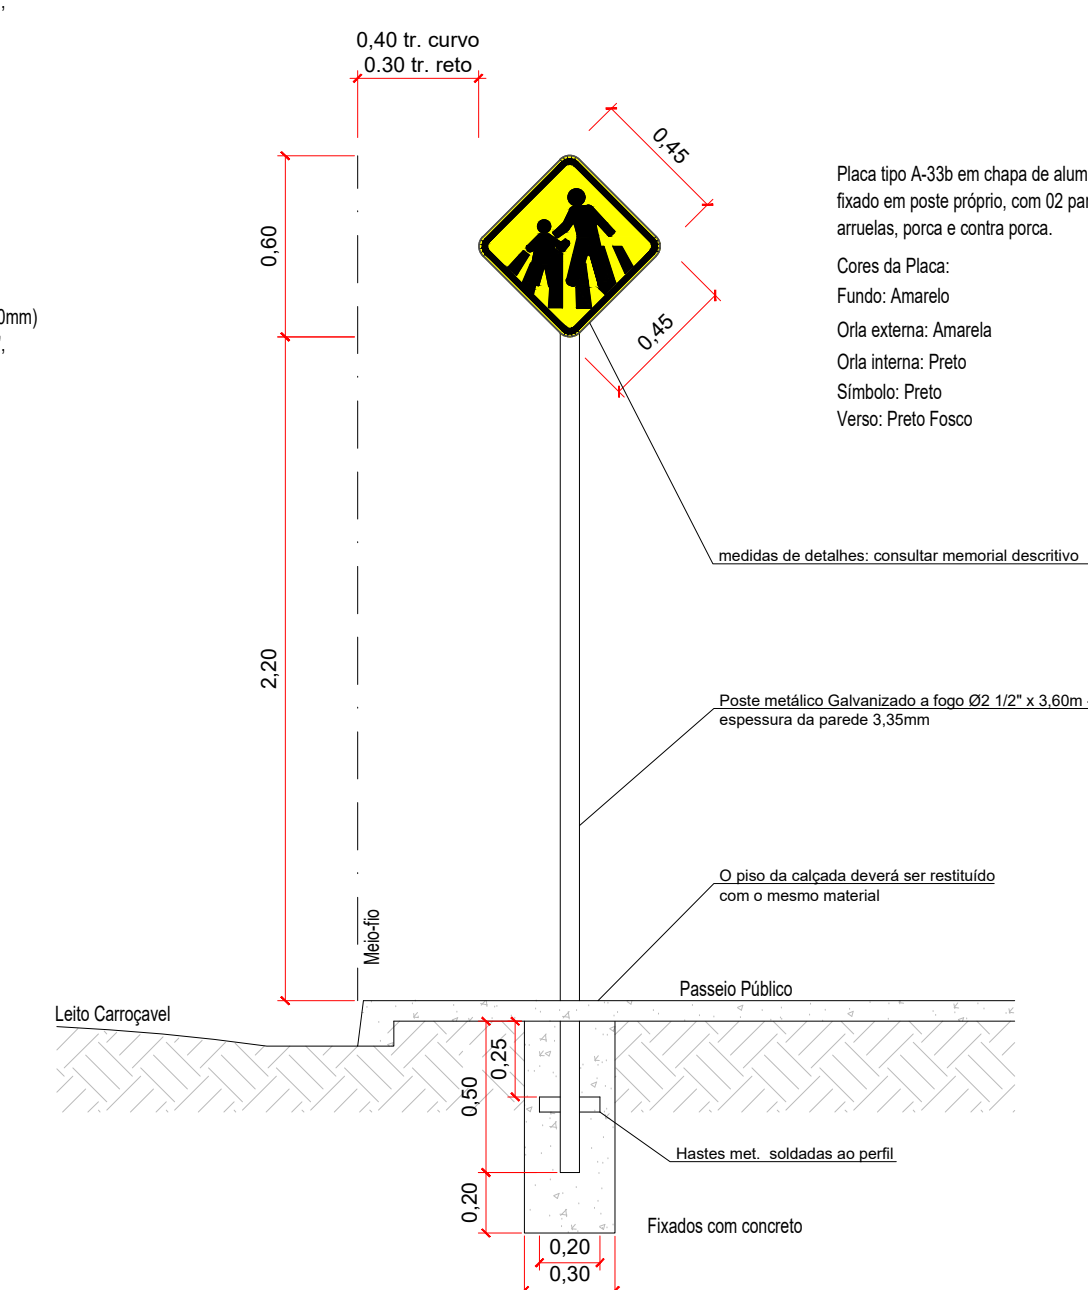 0,40 tr. curvo
0.30 tr. reto
0,45
0,60
0,45
Placa tipo A-33b em chapa de alum
fixado em poste próprio, com 02 par
arruelas, porca e contra porca.
Cores da Placa:
Fundo: Amarelo
Orla externa: Amarela
Orla interna: Preto
Símbolo: Preto
Verso: Preto Fosco
0mm)
medidas de detalhes: consultar memorial descritivo
2,20
Poste metálico Galvanizado a fogo Ø2 1/2" x 3,60m -
espessura da parede 3,35mm
O piso da calçada deverá ser restituído
com o mesmo material
Meio-fio
Passeio Público
Leito Carroçavel
0,25
0,50
Hastes met. soldadas ao perfil
0,20
Fixados com concreto
0,20
0,30